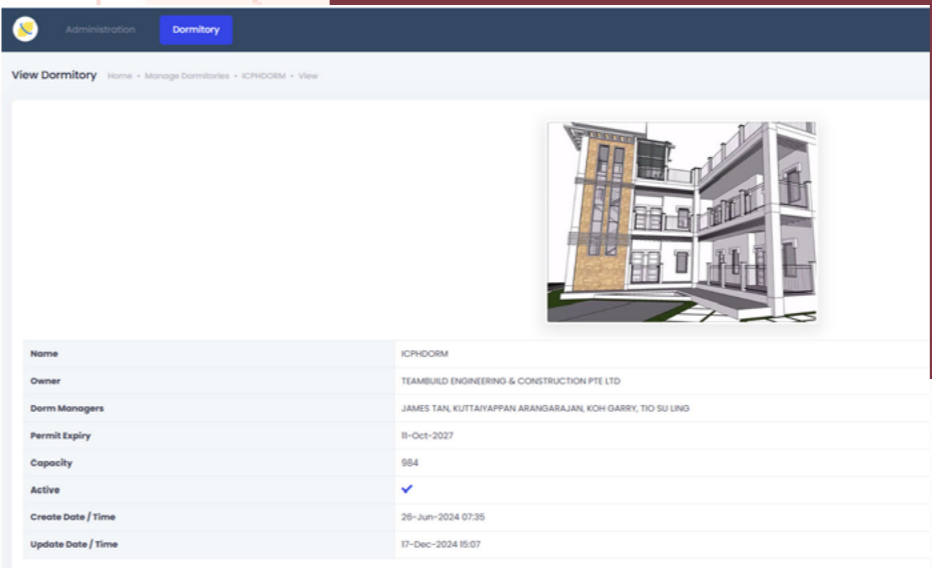 Administration Dormitory
View Dormitory Home • Manage Dormitories • ICPHDORM • View
Name ICPHDORM
Owner TEAMBUILD ENGINEERING & CONSTRUCTION PTE LTD
Dorm Managers JAMES TAN, KUTTAIYAPPAN ARANGARAJAN, KOH GARRY, TIO SU LING
Permit Expiry 11-Oct-2027
Capacity 984
Active
Create Date / Time 26-Jun-2024 07:35
Update Date / Time 17-Dec-2024 15:07